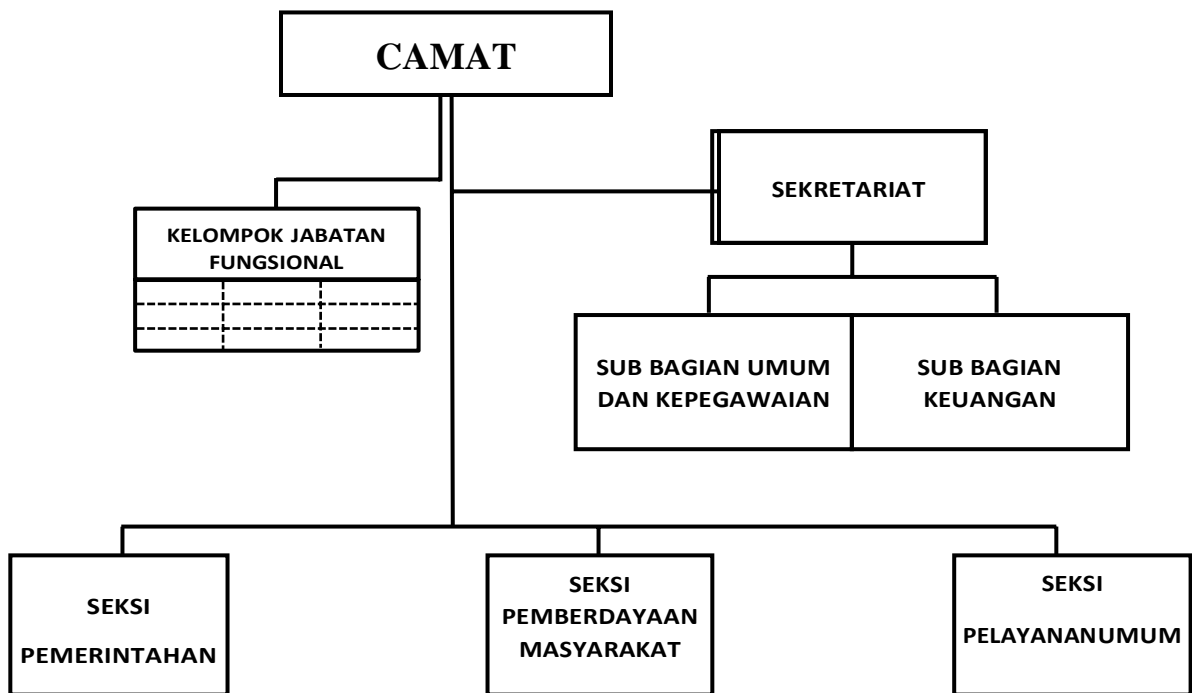 CAMAT
SEKRETARIAT
KELOMPOK JABATAN
FUNGSIONAL
SUB BAGIAN UMUM
DAN KEPEGAWAIAN
SUB BAGIAN
KEUANGAN
SEKSI
PEMERINTAHAN
SEKSI
PEMBERDAYAAN
MASYARAKAT
SEKSI
PELAYANANUMUM